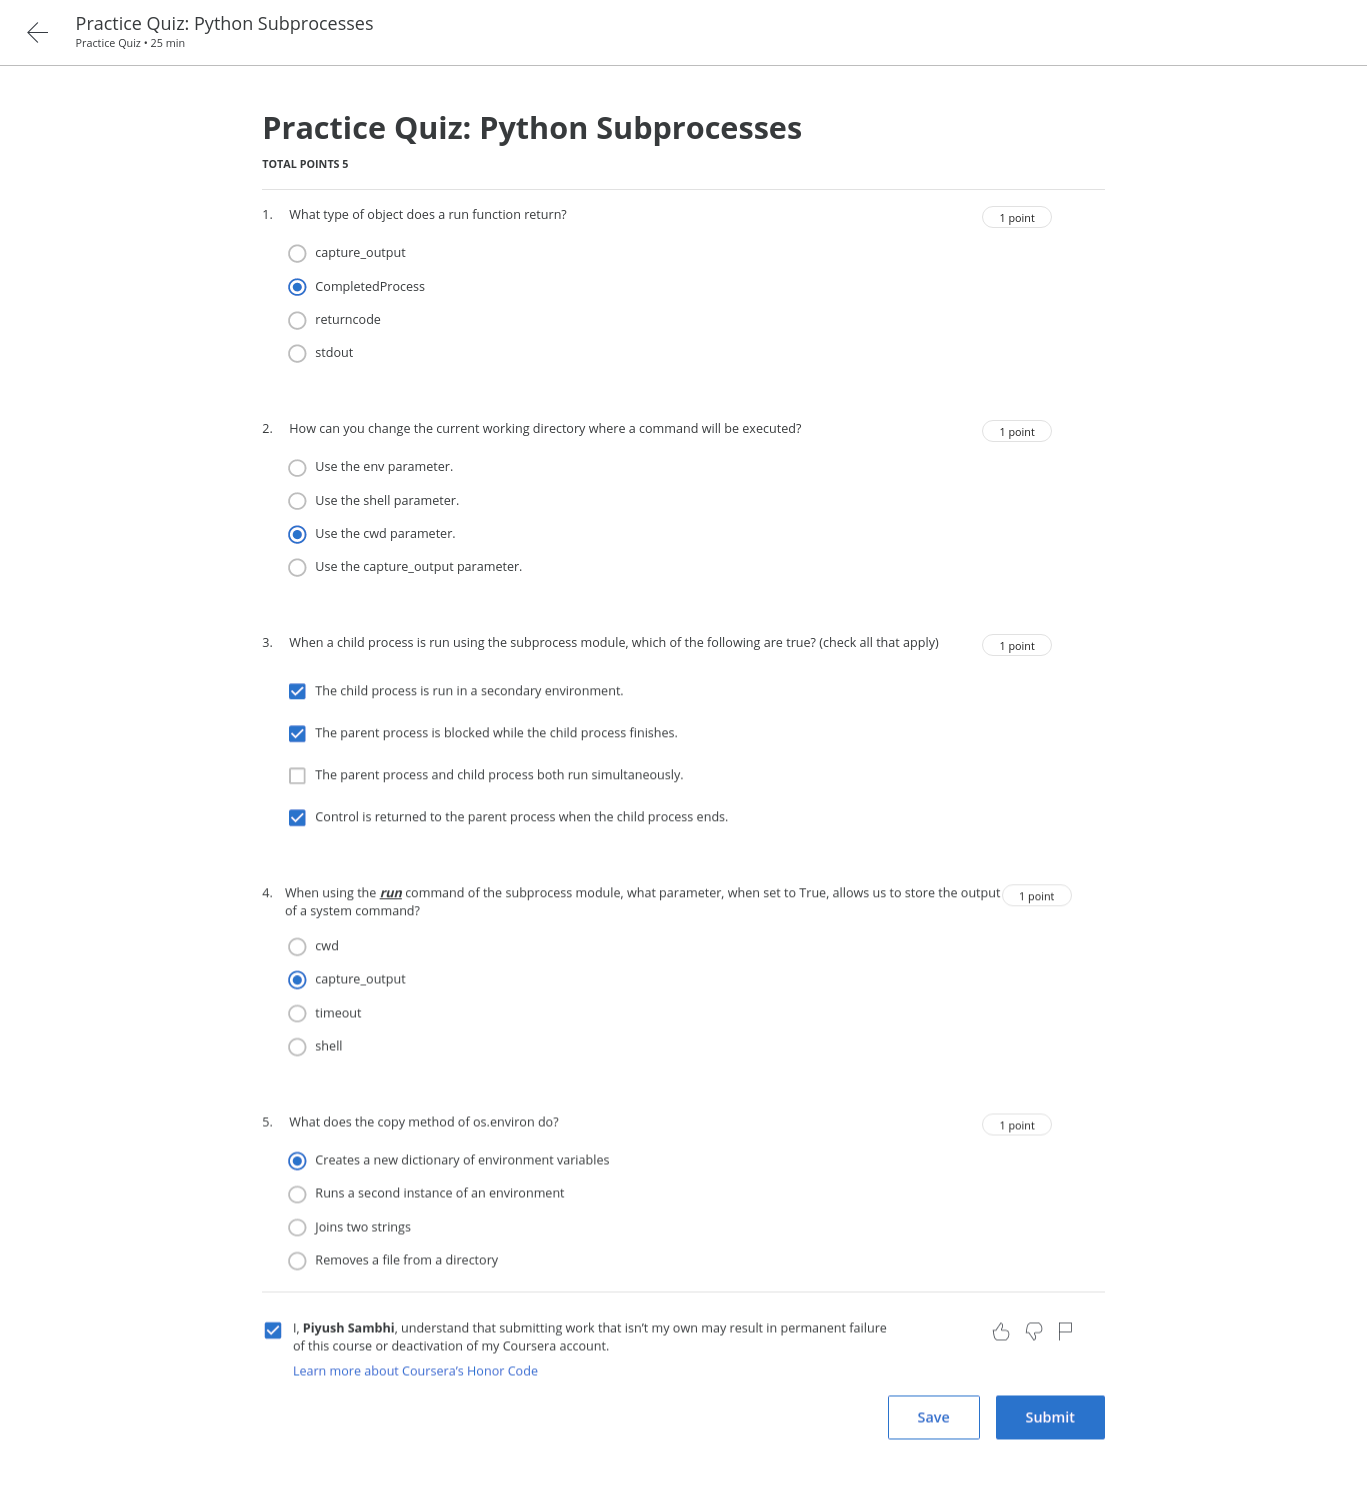 Practice Quiz: Python Subprocesses
Practice Quiz • 25 min
Practice Quiz: Python Subprocesses
TOTAL POINTS 5
1. What type of object does a run function return? 1 point
capture_output
CompletedProcess
returncode
stdout
2. How can you change the current working directory where a command will be executed? 1 point
Use the env parameter.
Use the shell parameter.
Use the cwd parameter.
Use the capture_output parameter.
3. When a child process is run using the subprocess module, which of the following are true? (check all that apply) 1 point
The child process is run in a secondary environment.
The parent process is blocked while the child process finishes.
The parent process and child process both run simultaneously.
Control is returned to the parent process when the child process ends.
4. When using the run command of the subprocess module, what parameter, when set to True, allows us to store the output 1 point
of a system command?
cwd
capture_output
timeout
shell
5. What does the copy method of os.environ do? 1 point
Creates a new dictionary of environment variables
Runs a second instance of an environment
Joins two strings
Removes a file from a directory
I, Piyush Sambhi, understand that submitting work that isn't my own may result in permanent failure
of this course or deactivation of my Coursera account.
Learn more about Coursera's Honor Code
Save Submit